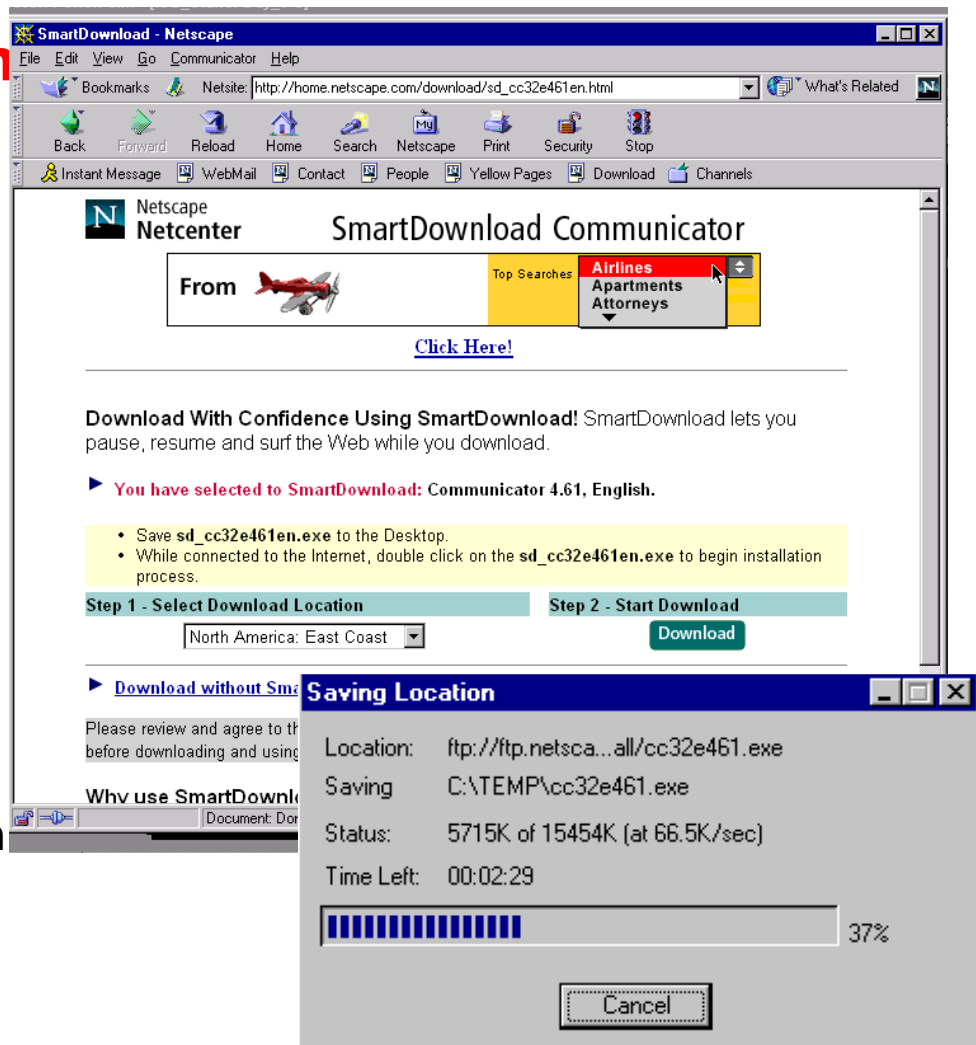 SmartDownload - Netscape
File Edit View Go Communicator Help
Bookmarks Netsite: http://home.netscape.com/download/sd_cc32e461en.html What's Related N
Back Forward Reload Home Search Netscape Print Security Stop
Instant Message WebMail Contact People Yellow Pages Download Channels
N Netscape
Netcenter
SmartDownload Communicator
From
Top Searches
Airlines
Apartments
Attorneys
Click Here!
Download With Confidence Using SmartDownload! SmartDownload lets you
pause, resume and surf the Web while you download.
You have selected to SmartDownload: Communicator 4.61, English.
• Save sd_cc32e461en.exe to the Desktop.
• While connected to the Internet, double click on the sd_cc32e461en.exe to begin installation
process.
Step 1 - Select Download Location Step 2 - Start Download
North America: East Coast Download
Download without
Please review and agree to
before downloading and using
Why use
Document:
Saving Location
Location: ftp://ftp.netsca...all/cc32e461.exe
Saving C:\TEMP\cc32e461.exe
Status: 5715K of 15454K (at 66.5K/sec)
Time Left: 00:02:29
37%
Cancel